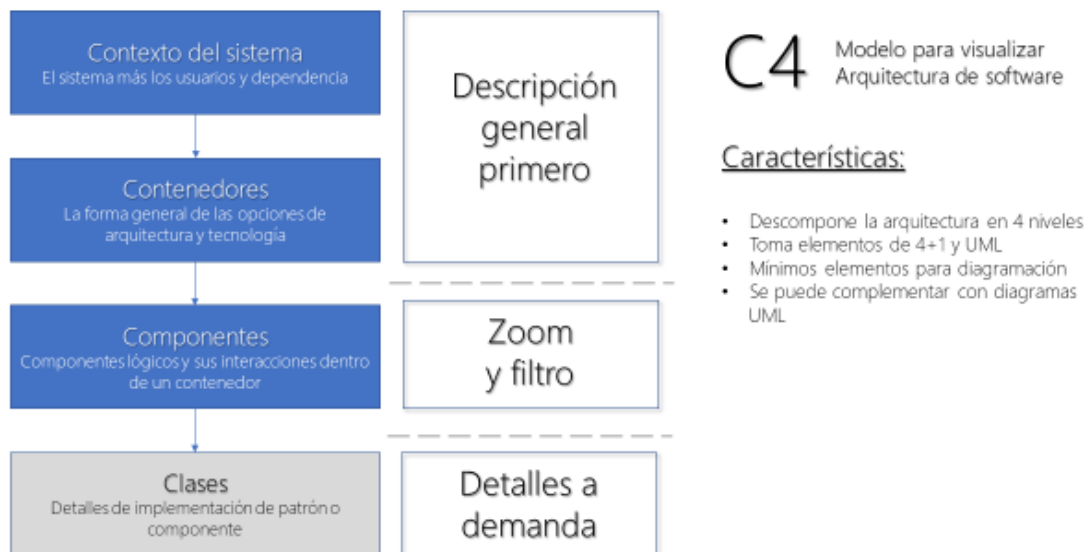 Contexto del sistema
El sistema más los usuarios y dependencia
Contenedores
La forma general de las opciones de
arquitectura y tecnología
Componentes
Componentes lógicos y sus interacciones dentro
de un contenedor
Clases
Detalles de implementación de patrón o
componente
Descripción
general
primero
Zoom
y filtro
Detalles a
demanda
C4
Modelo para visualizar
Arquitectura de software
Características:
• Descompone la arquitectura en 4 niveles
• Toma elementos de 4+1 y UML
• Mínimos elementos para diagramación
• Se puede complementar con diagramas
UML